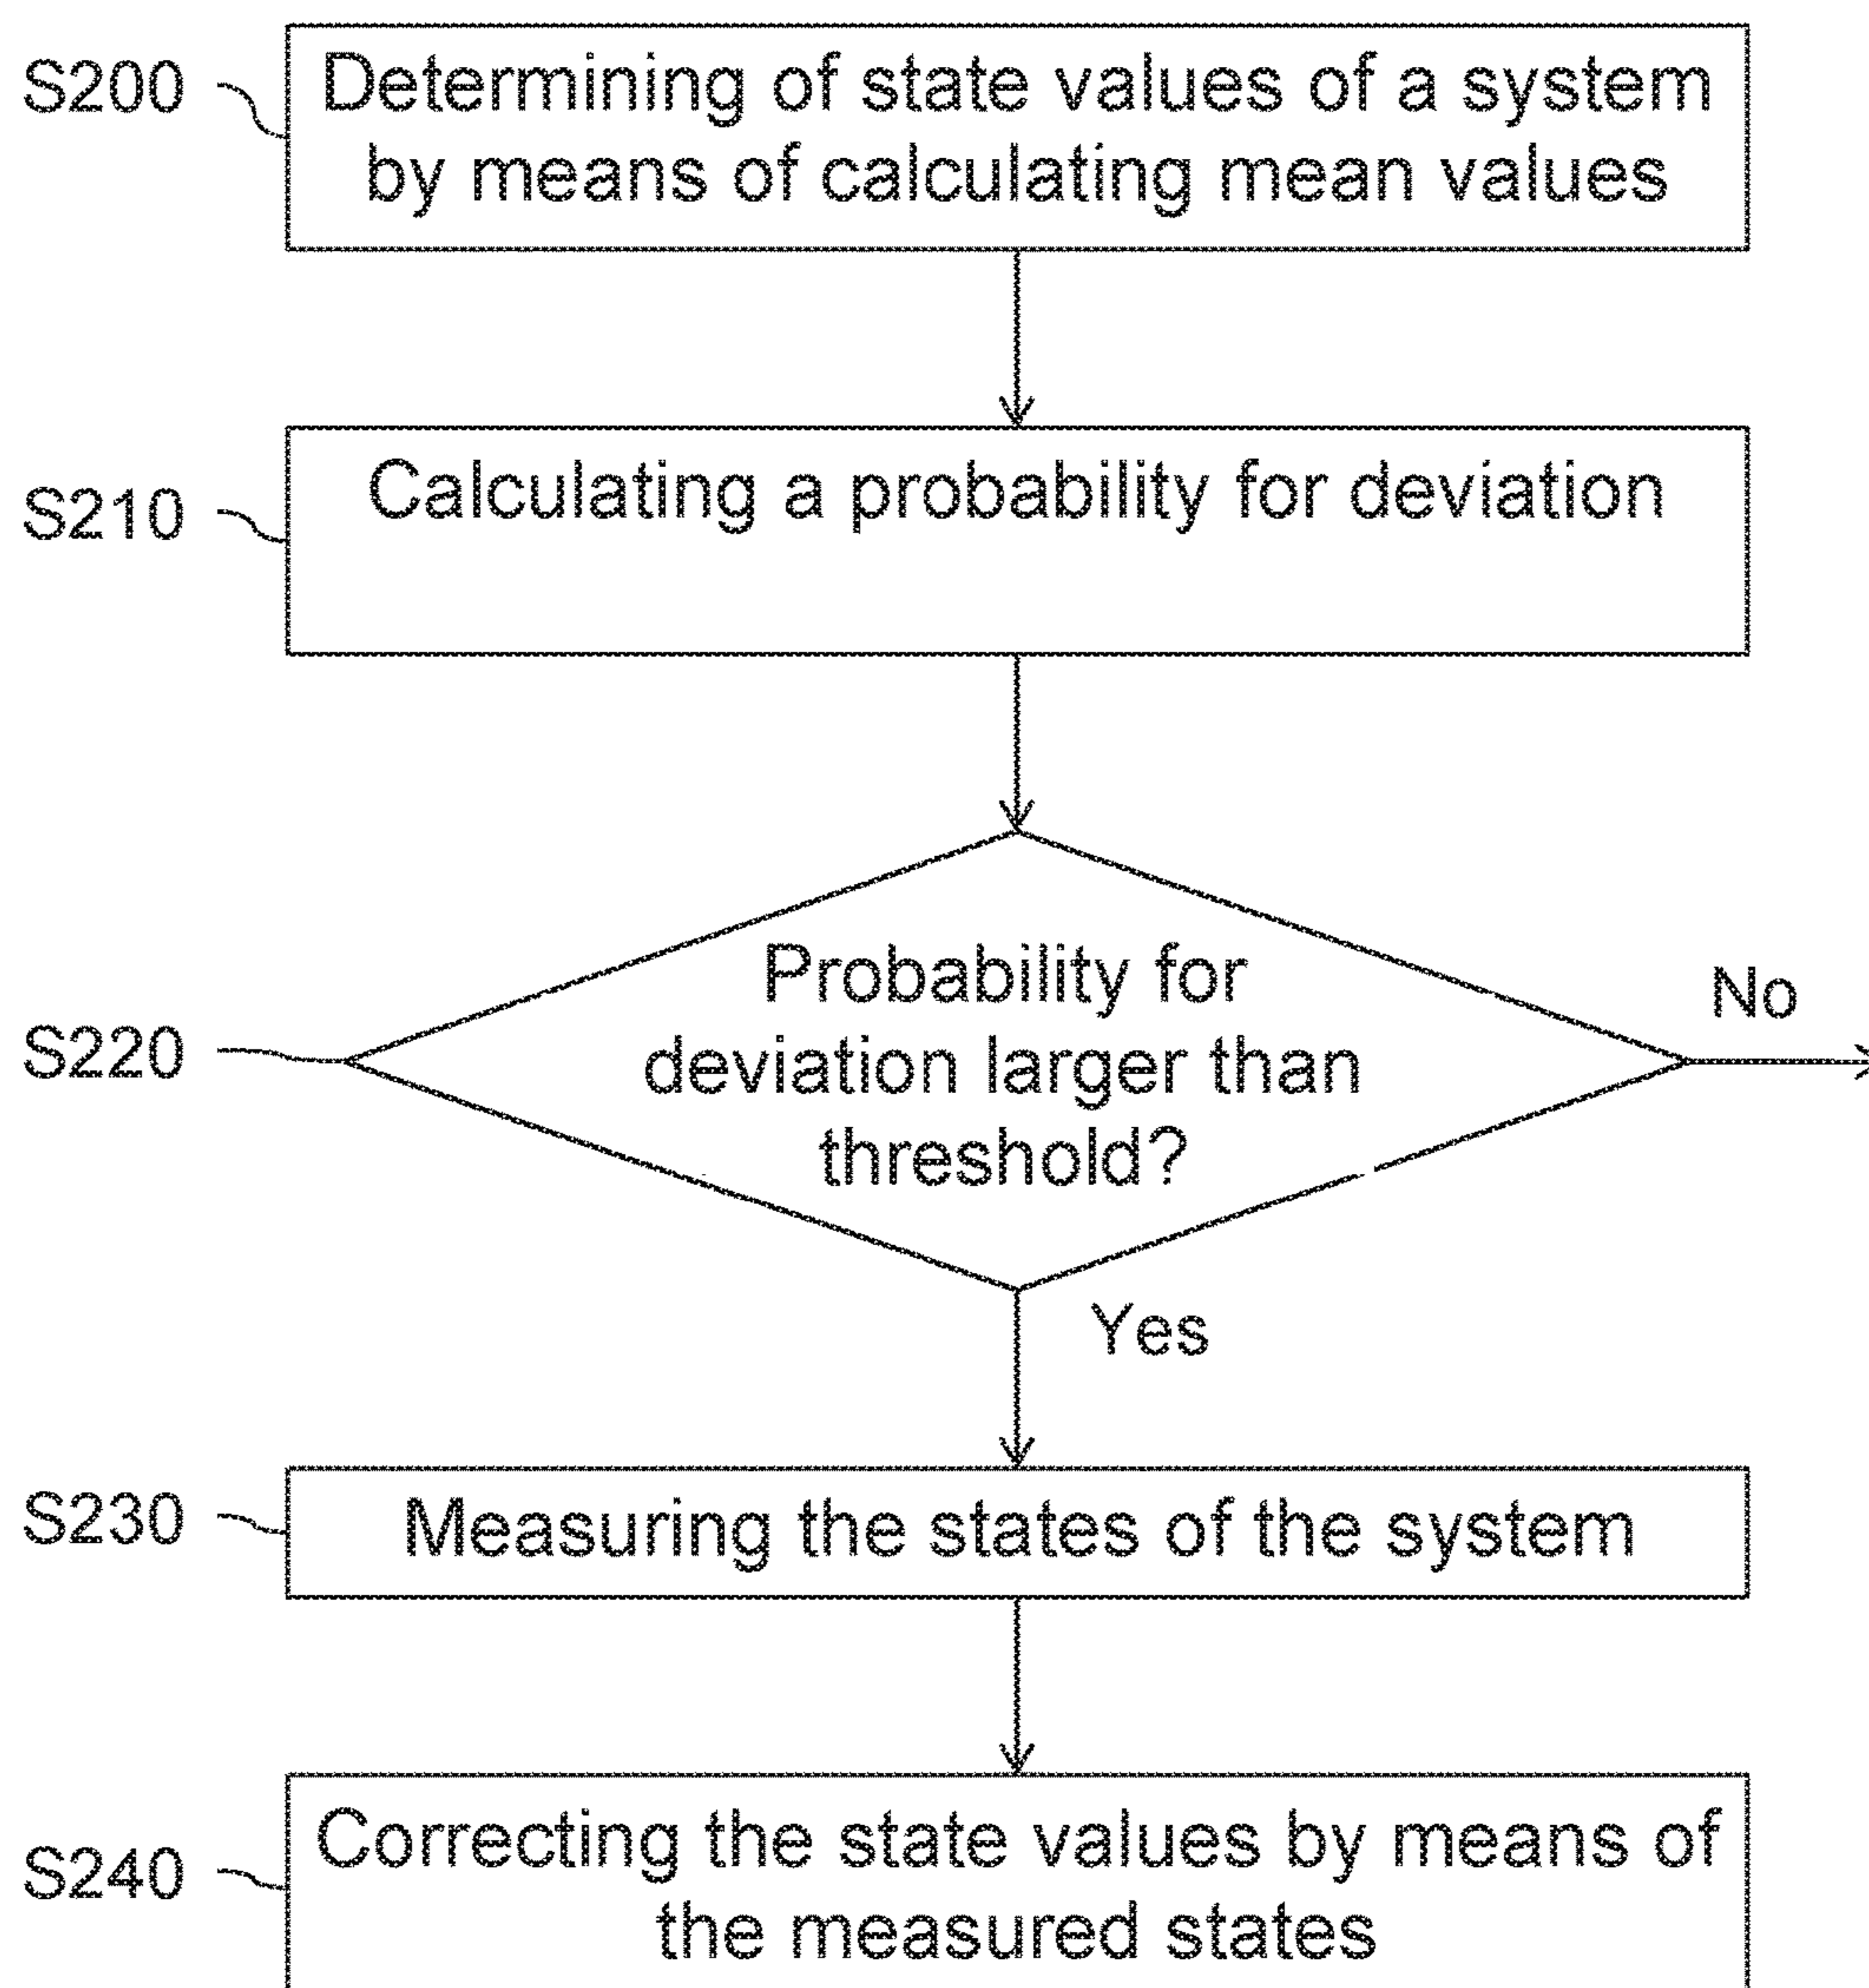 S200
Determining of state values of a system
by means of calculating mean values
S210
Calculating a probability for deviation
S220
Probability for
deviation larger than
threshold?
No
Yes
S230
Measuring the states of the system
S240
Correcting the state values by means of
the measured states